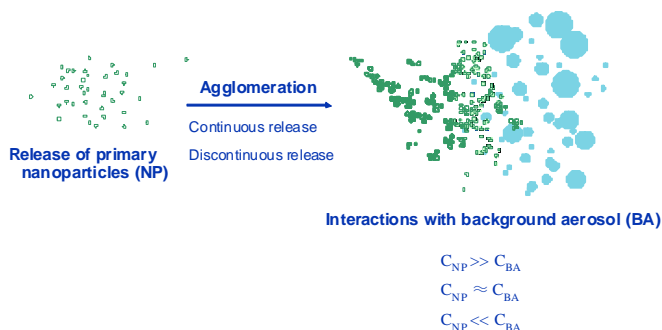 Agglomeration
Continuous release
Discontinuous release
Release of primary
nanoparticles (NP)
Interactions with background aerosol (BA)
C_NP >> C_BA
C_NP ≈ C_BA
C_NP << C_BA